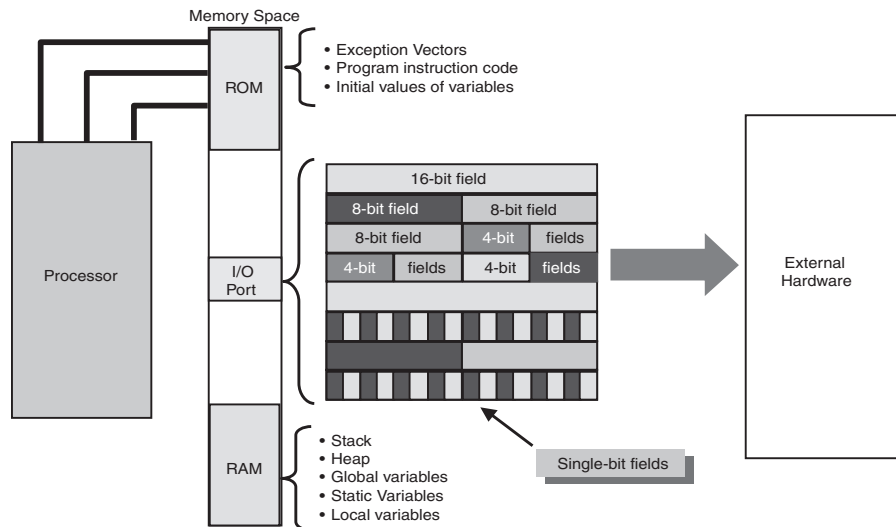 Memory Space
ROM
• Exception Vectors
• Program instruction code
• Initial values of variables
Processor
I/O
Port
16-bit field
8-bit field 8-bit field
8-bit field 4-bit fields
4-bit fields 4-bit fields
External
Hardware
RAM
• Stack
• Heap
• Global variables
• Static Variables
• Local variables
Single-bit fields